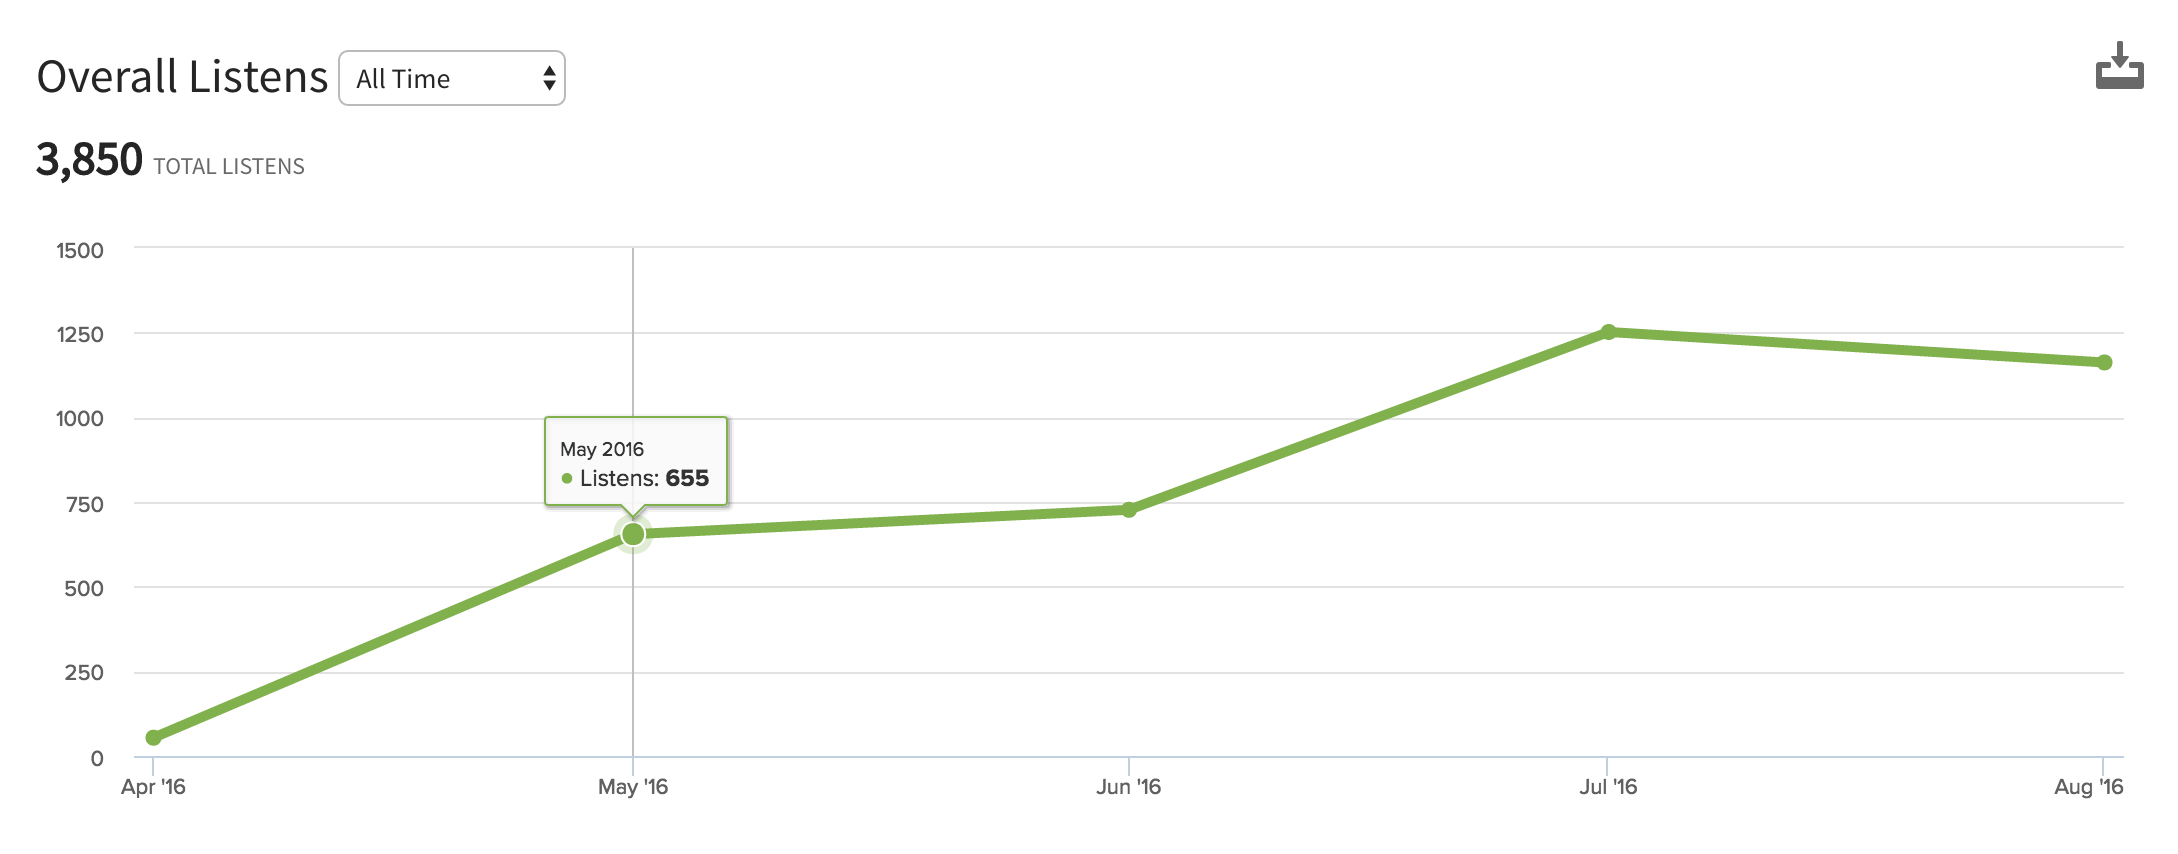 Overall Listens All Time
3,850 TOTAL LISTENS
1500
1250
1000
750
500
250
0
May 2016
Listens: 655
Apr '16 May '16 Jun '16 Jul '16 Aug '16